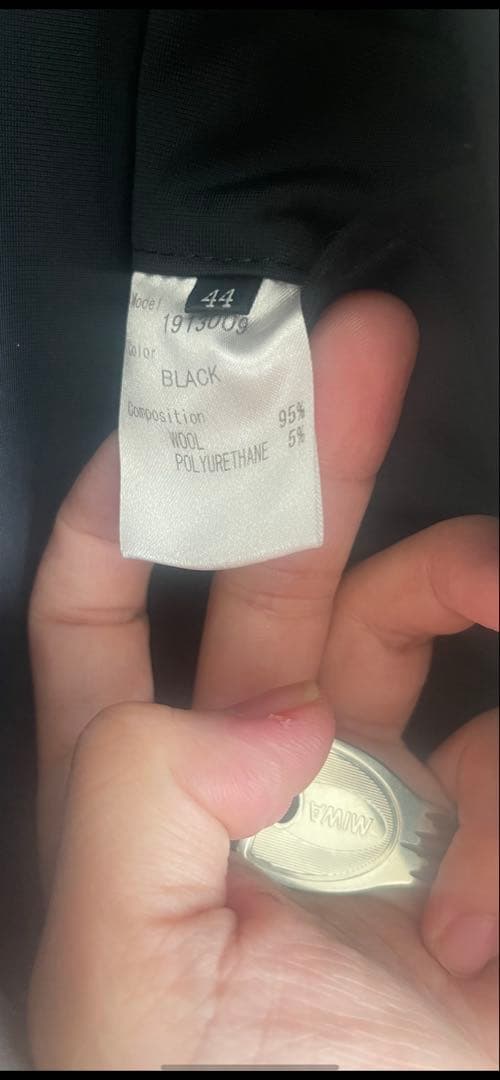 44
Model
1913009
Color
BLACK
Composition
WOOL 95%
POLYURETHANE 5%
MIWA